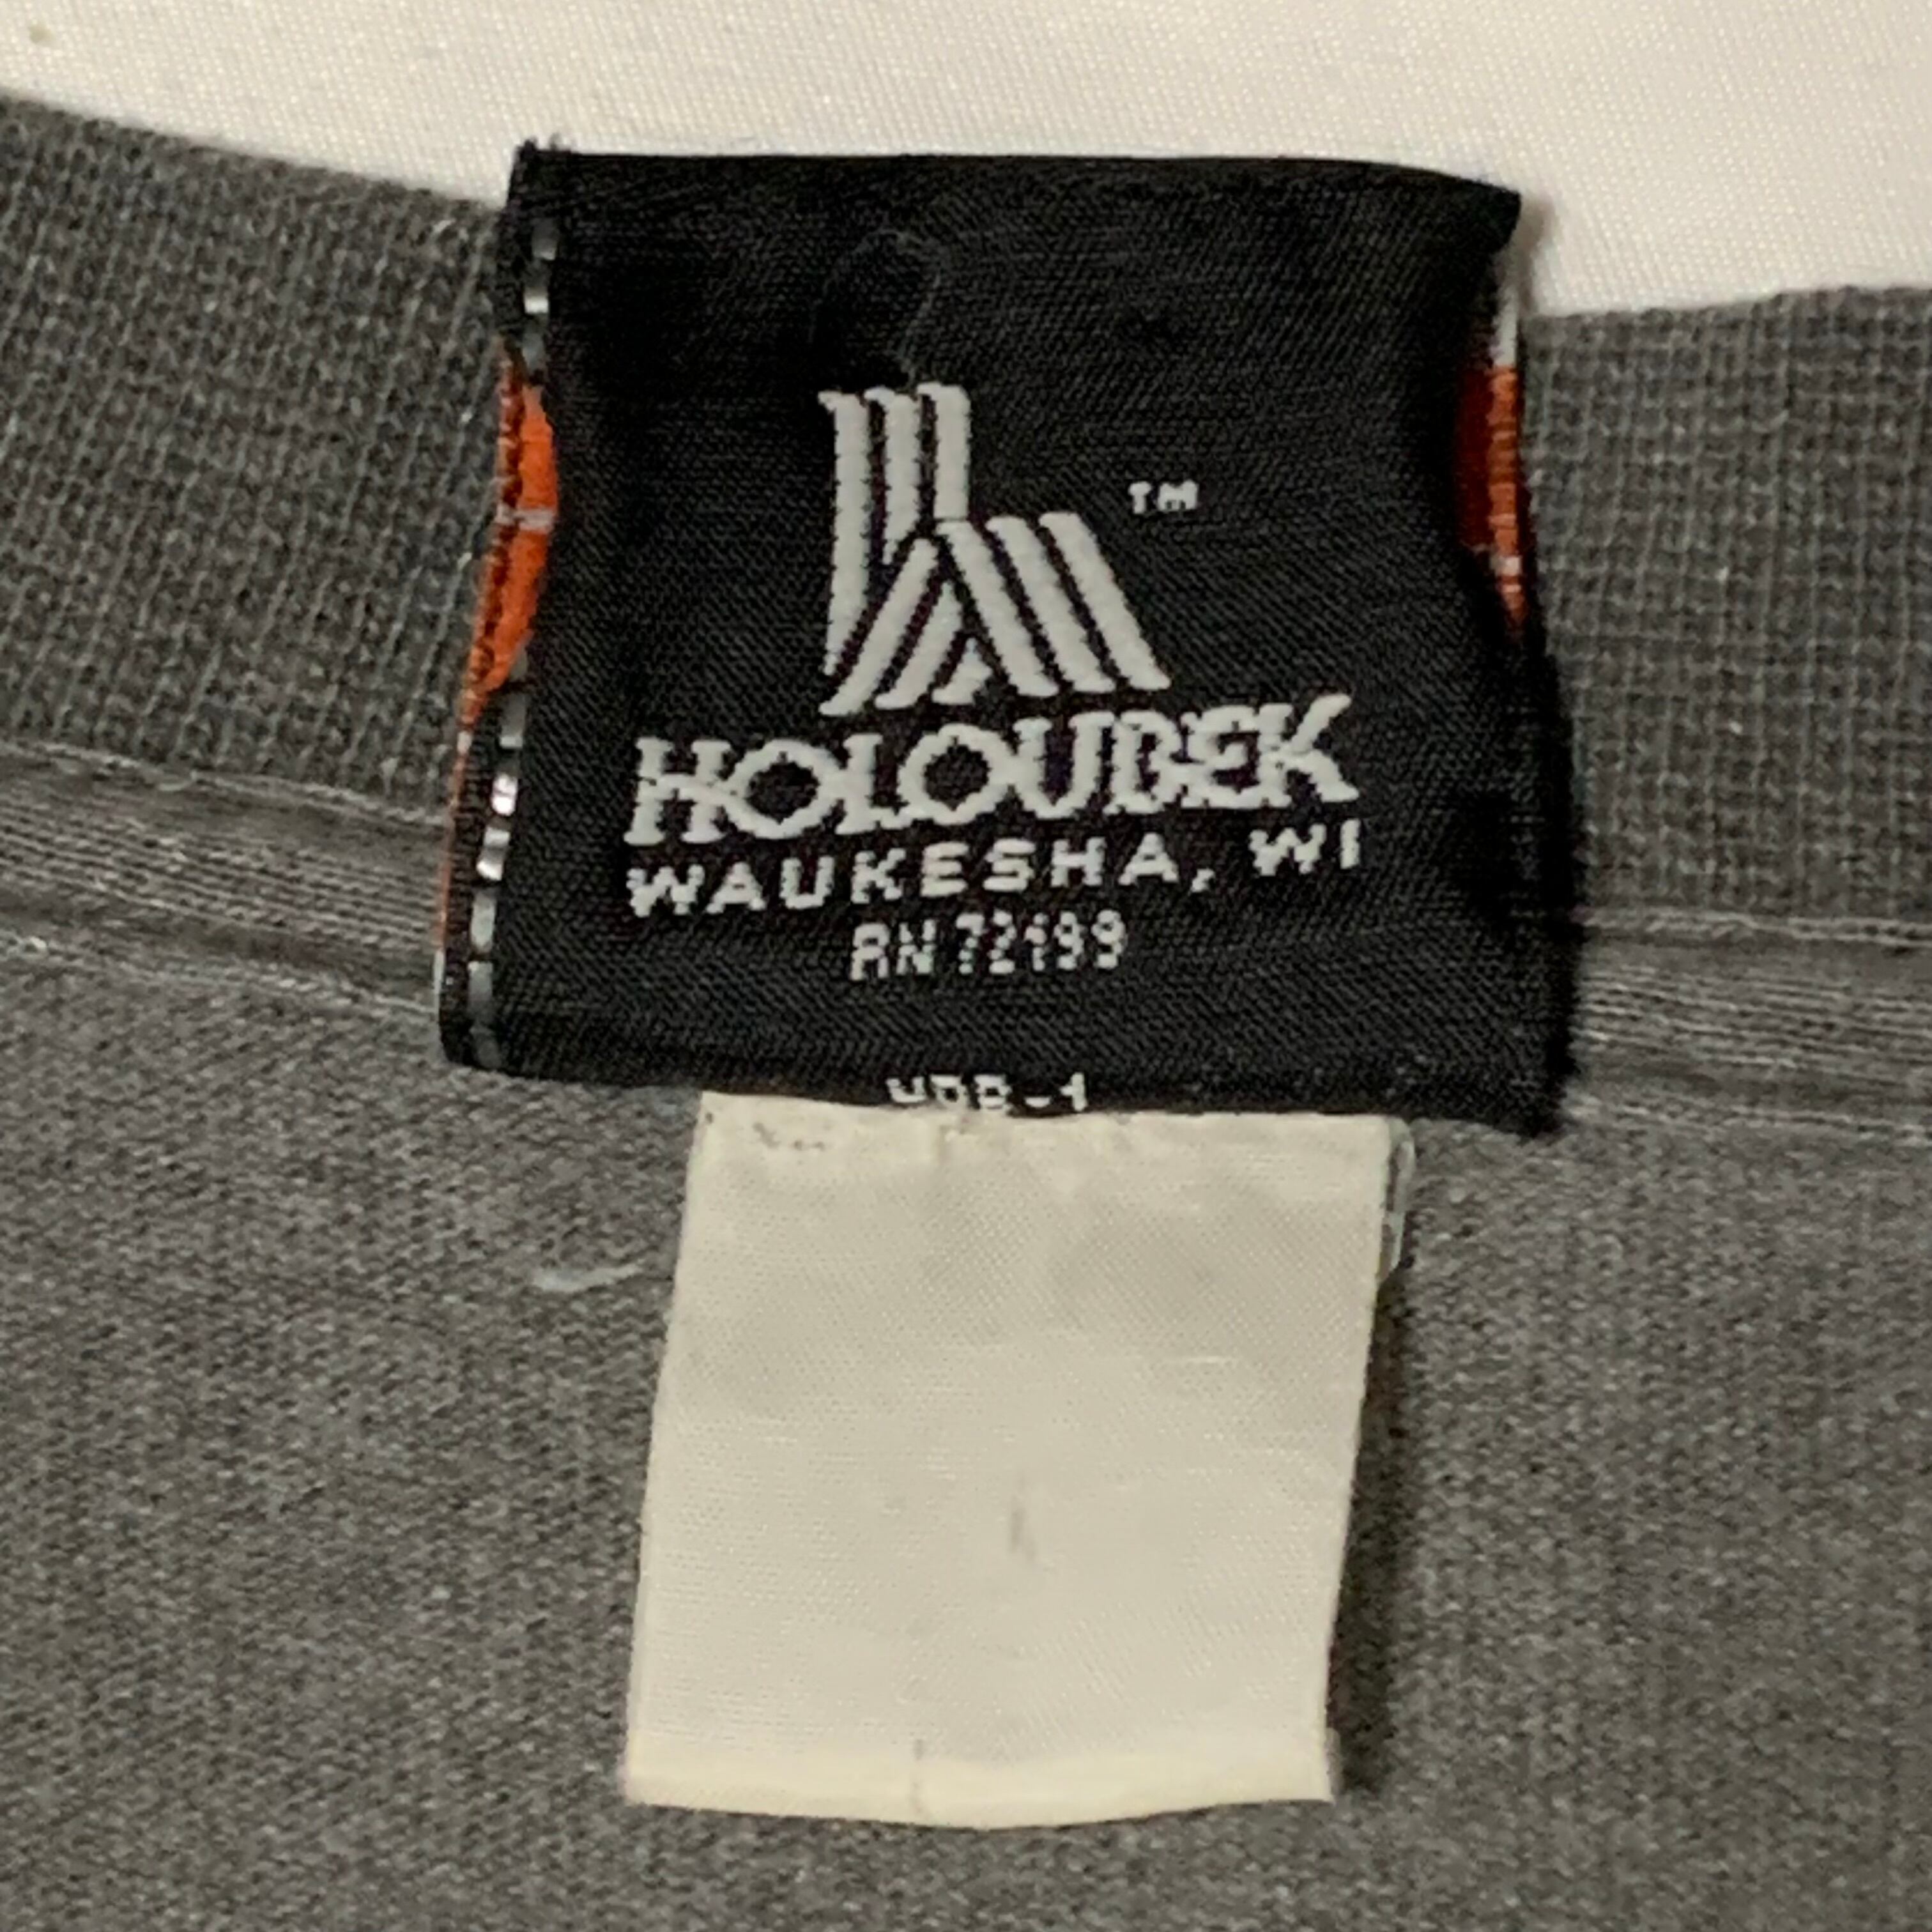 TM
HOLOUBEK
WAUKESHA, WI
RN 72199